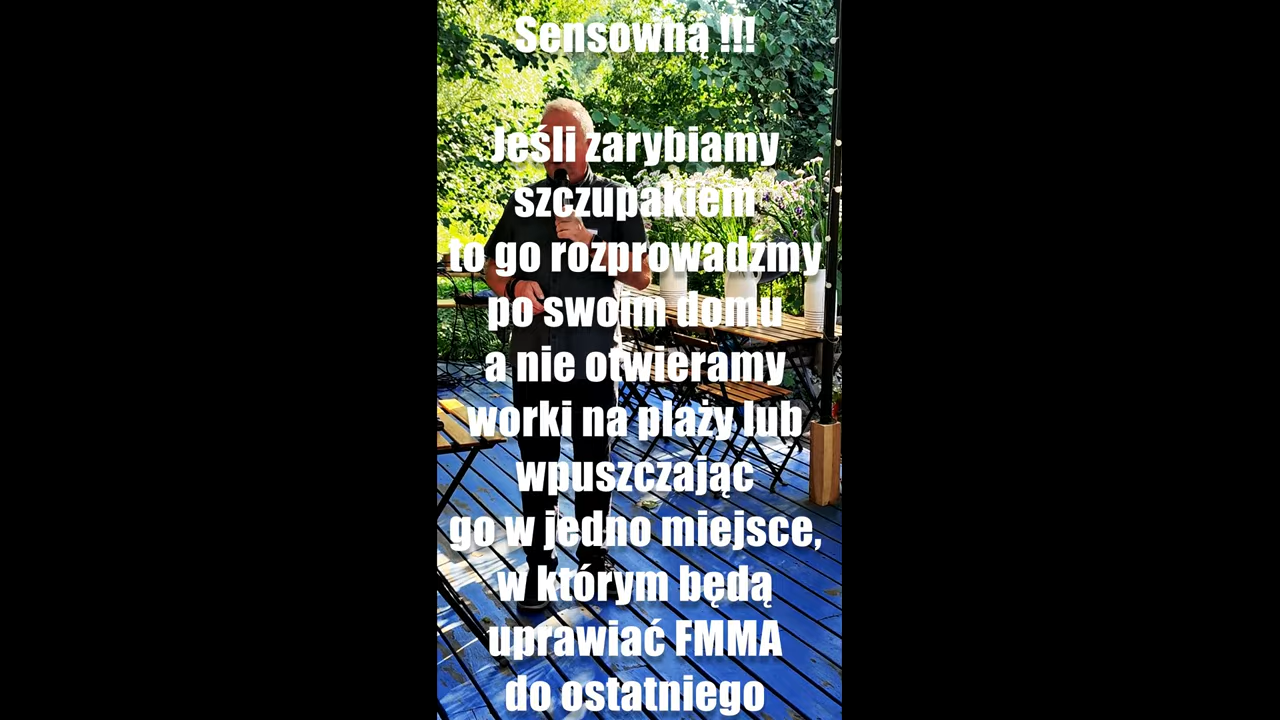 Sensowną !!!
Jeśli zarybiamy
szczupakiem
to go rozprowadzmy
po swoim domu
a nie otwieramy
worki na plaży lub
wpuszczając
go w jedno miejsce,
w którym będą
uprawiać FMMA
do ostatniego